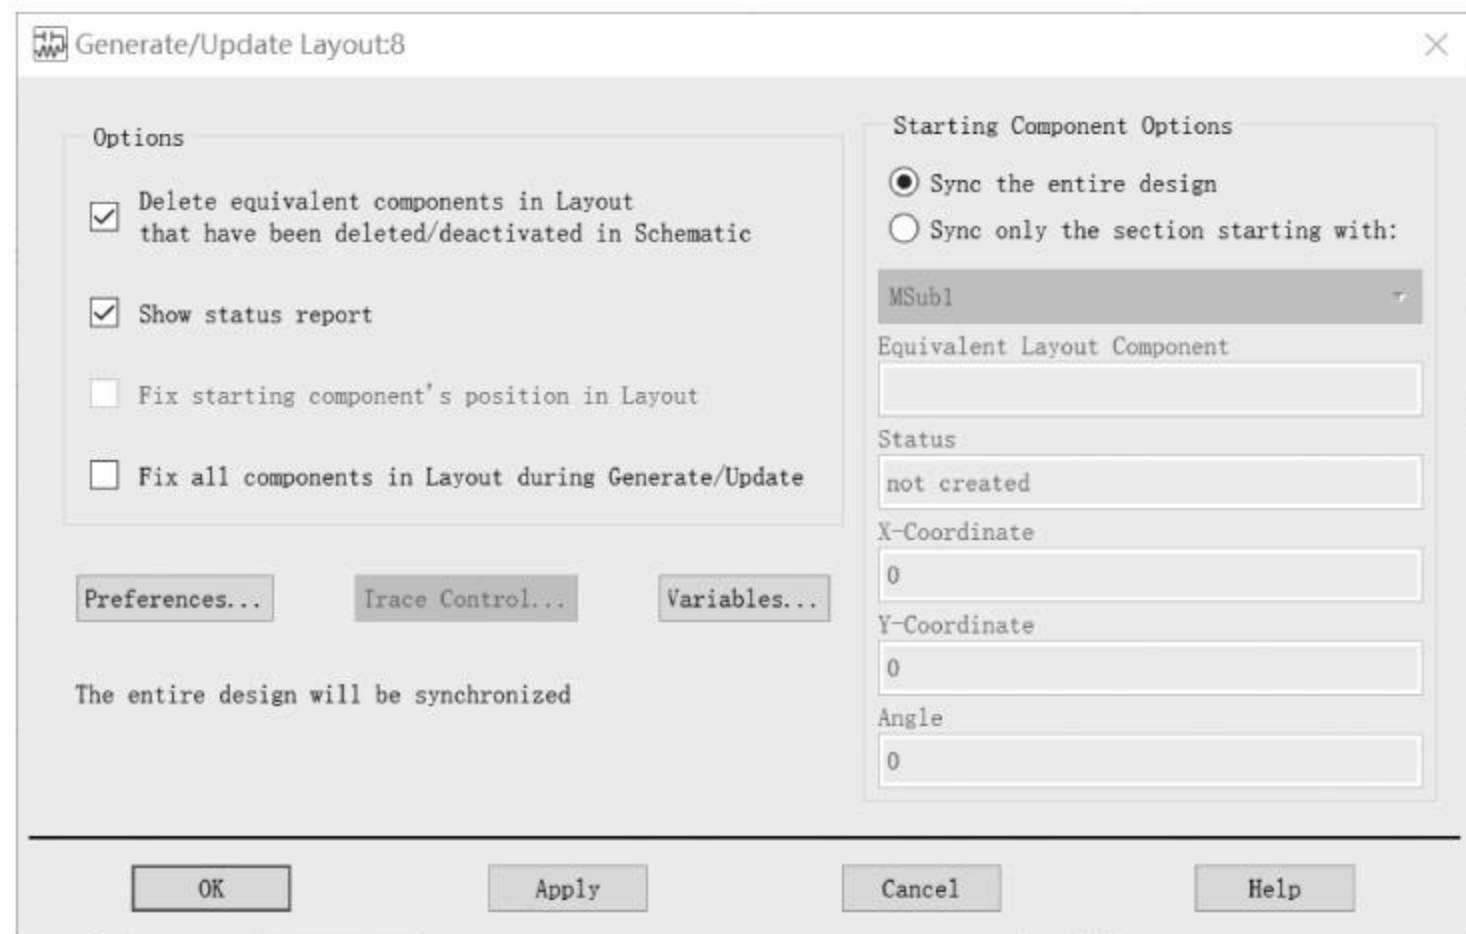 Generate/Update Layout:8
Options
Delete equivalent components in Layout
that have been deleted/deactivated in Schematic
Show status report
Fix starting component's position in Layout
Fix all components in Layout during Generate/Update
Preferences...
Trace Control...
Variables...
The entire design will be synchronized
Starting Component Options
Sync the entire design
Sync only the section starting with:
MSub1
Equivalent Layout Component
Status
not created
X-Coordinate
0
Y-Coordinate
0
Angle
0
OK
Apply
Cancel
Help